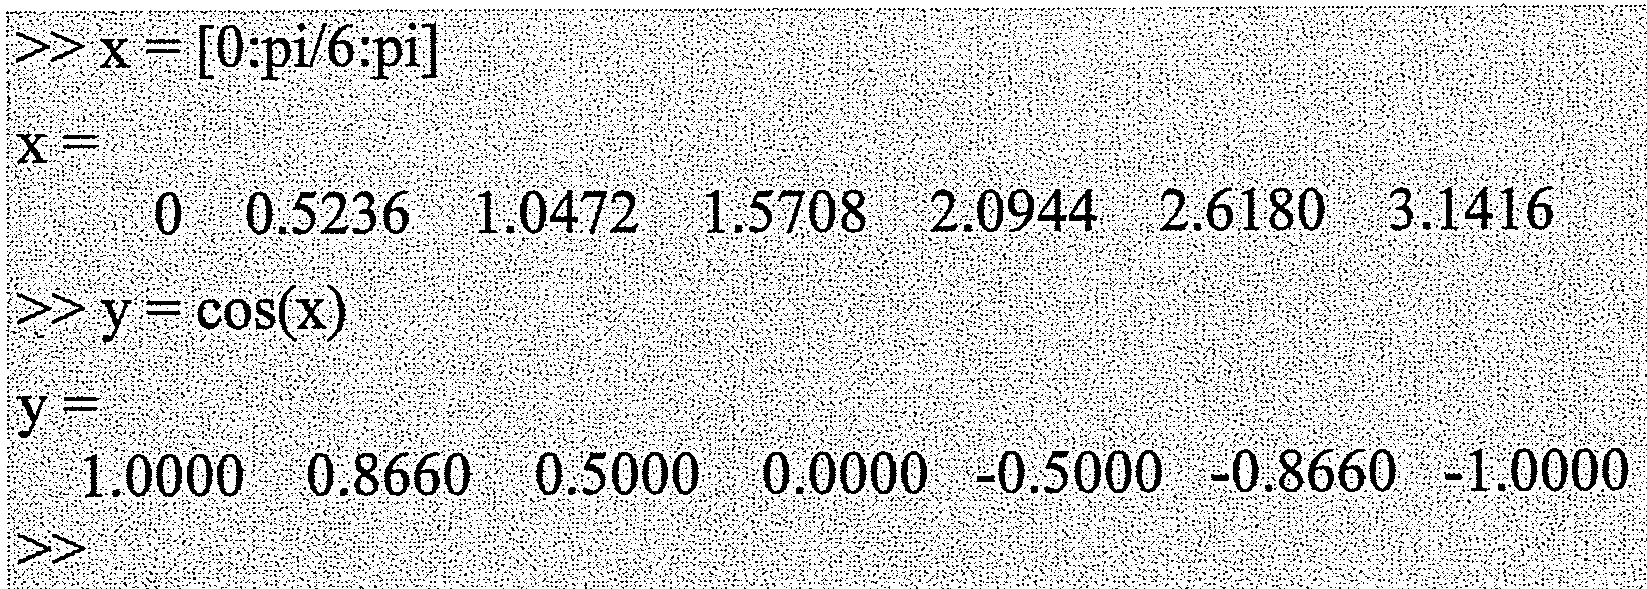 >> x = [0:pi/6:pi]
x =
0 0.5236 1.0472 1.5708 2.0944 2.6180 3.1416
>> y = cos(x)
y =
1.0000 0.8660 0.5000 0.0000 -0.5000 -0.8660 -1.0000
>>